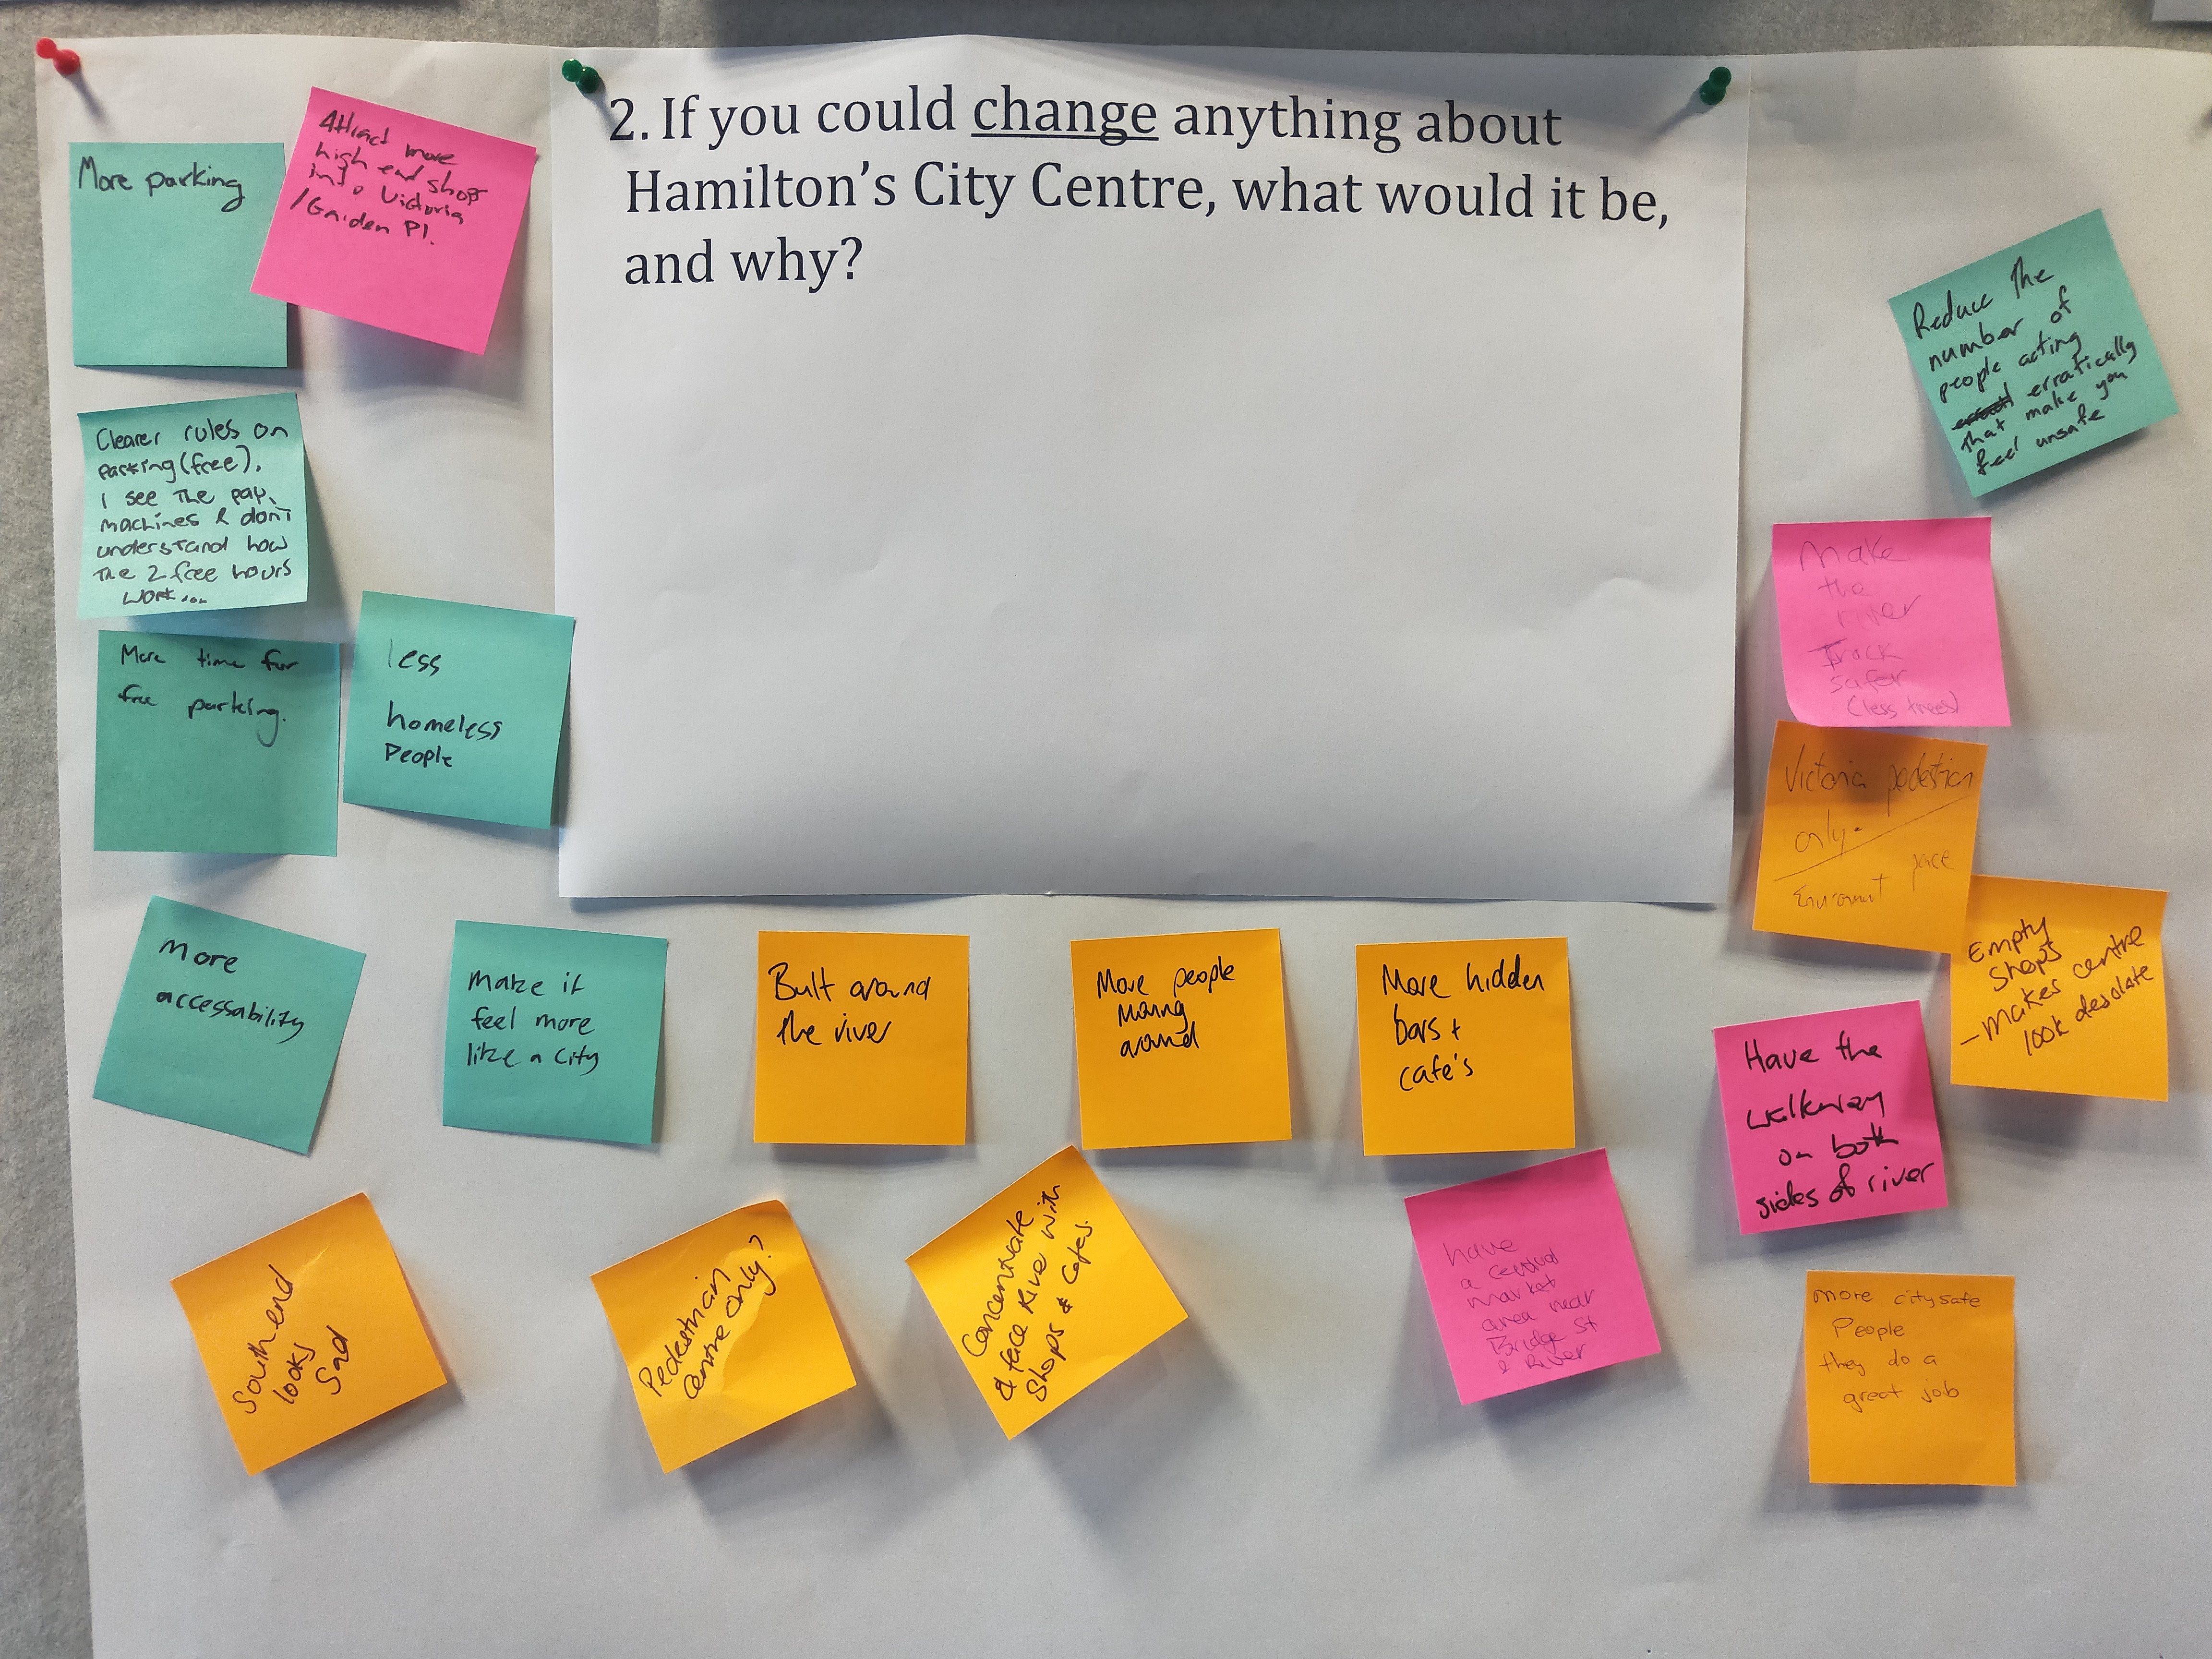 2. If you could change anything about
Hamilton's City Centre, what would it be,
and why?
More parking
Attract more
high end shops
into Victoria
/Garden Pl.
Clearer rules on
parking (free).
I see the pay
machines & don't
understand how
the 2 free hours
work...
More time for
free parking.
less
homeless
People
More
accessability
make it
feel more
like a city
Built around
the river
More people
moving
around
More hidden
bars +
cafe's
South end
looks
Sad
Pedestrian
centre only?
Concentrate
& face River with
Shops & Cafes.
have
a central
market
area near
Bridge St
& River
Reduce the
number of
people acting
erratically
that make you
feel unsafe
Make
the
river
Track
safer
(less trees)
Victoria pedestrian
only.
Empty
Shops
- makes centre
look desolate
Have the
walkway
on both
sides of river
more citysafe
People
they do a
great job